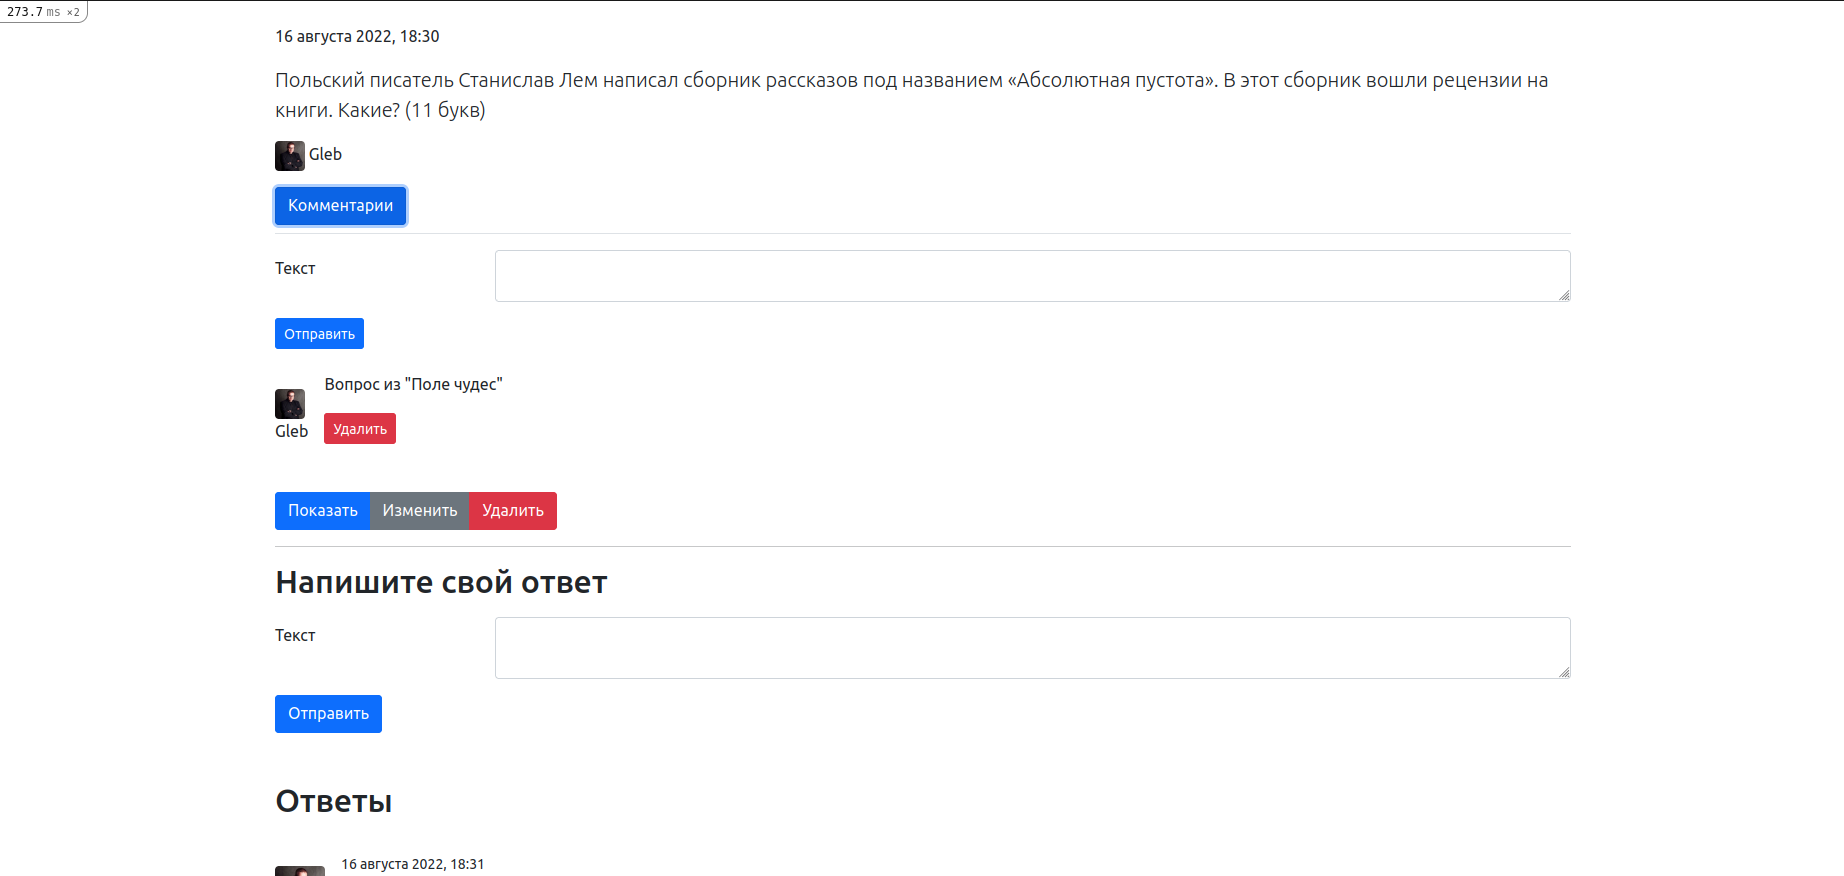 273.7 ms ×2
16 августа 2022, 18:30
Польский писатель Станислав Лем написал сборник рассказов под названием «Абсолютная пустота». В этот сборник вошли рецензии на
книги. Какие? (11 букв)
Gleb
Комментарии
Текст
Отправить
Вопрос из "Поле чудес"
Gleb
Удалить
Показать Изменить Удалить
Напишите свой ответ
Текст
Отправить
Ответы
16 августа 2022, 18:31